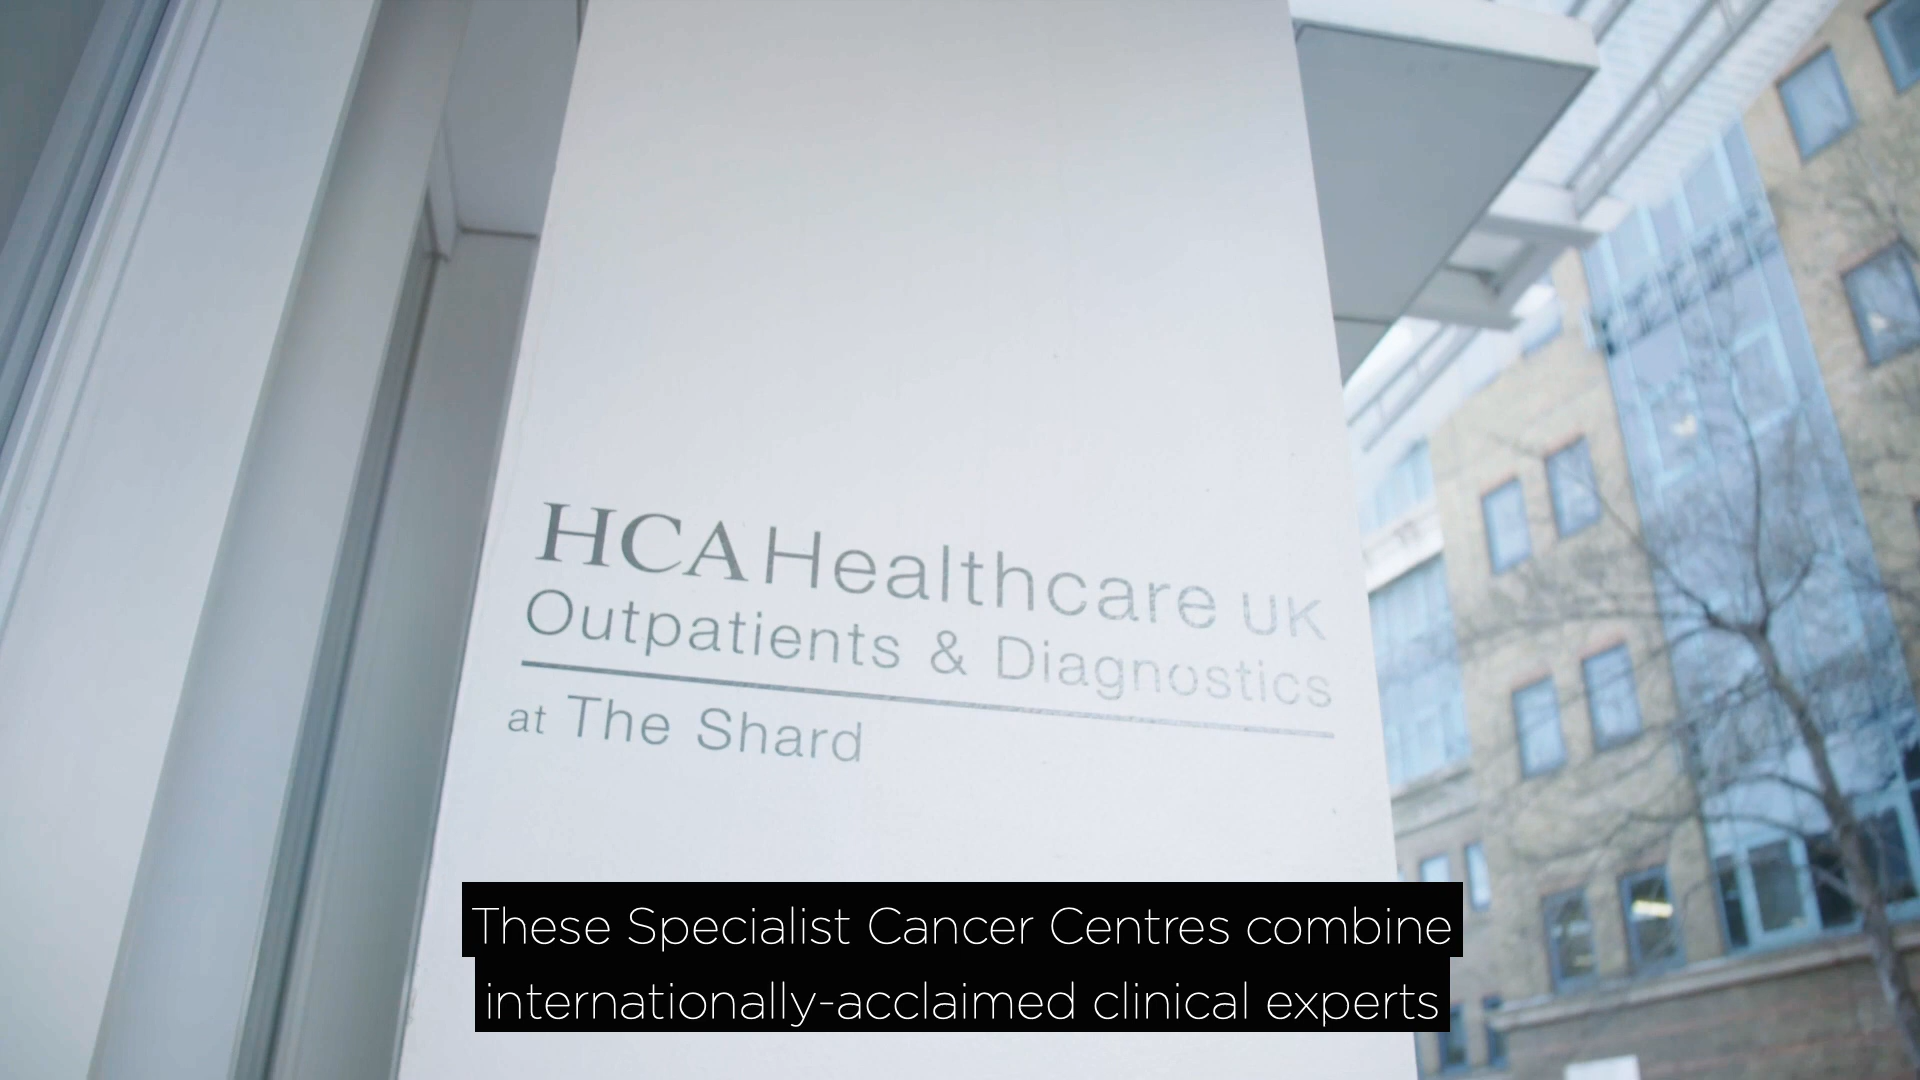 HCA Healthcare UK
Outpatients & Diagnostics
at The Shard
These Specialist Cancer Centres combine
internationally-acclaimed clinical experts